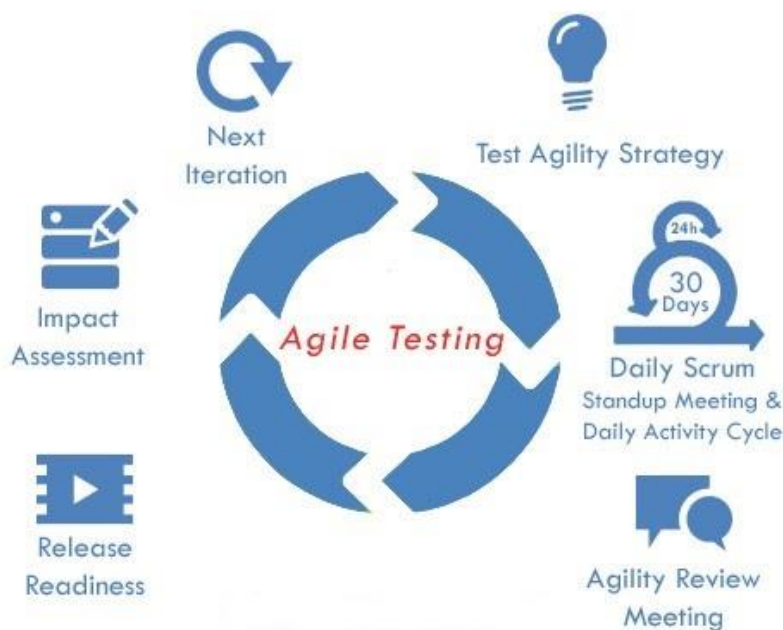 Next
Iteration
Test Agility Strategy
Impact
Assessment
Agile Testing
24h
30
Days
Daily Scrum
Standup Meeting &
Daily Activity Cycle
Release
Readiness
Agility Review
Meeting